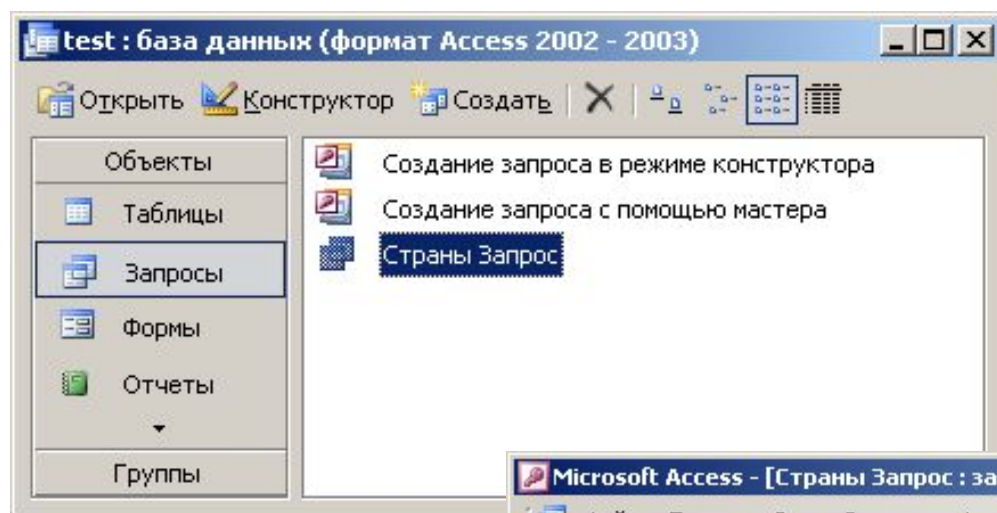 test : база данных (формат Access 2002 - 2003)
Открыть Конструктор Создать
Объекты
Таблицы
Запросы
Формы
Отчеты
Группы
Создание запроса в режиме конструктора
Создание запроса с помощью мастера
Страны Запрос
Microsoft Access - [Страны Запрос : за